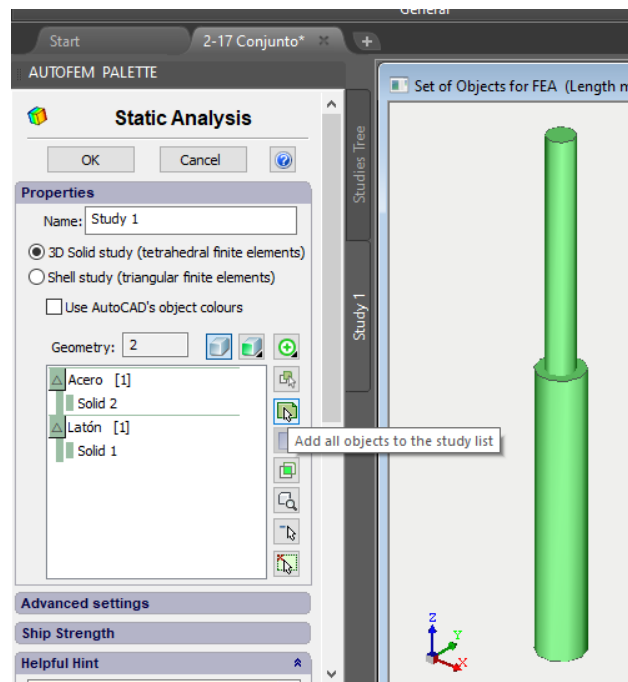 General
Start
2-17 Conjunto*
AUTOFEM PALETTE
Set of Objects for FEA (Length m
Static Analysis
OK
Cancel
Properties
Name: Study 1
3D Solid study (tetrahedral finite elements)
Shell study (triangular finite elements)
Use AutoCAD's object colours
Geometry: 2
Acero [1]
Solid 2
Latón [1]
Solid 1
Add all objects to the study list
Advanced settings
Ship Strength
Helpful Hint
Studies Tree
Study 1
Z
Y
X